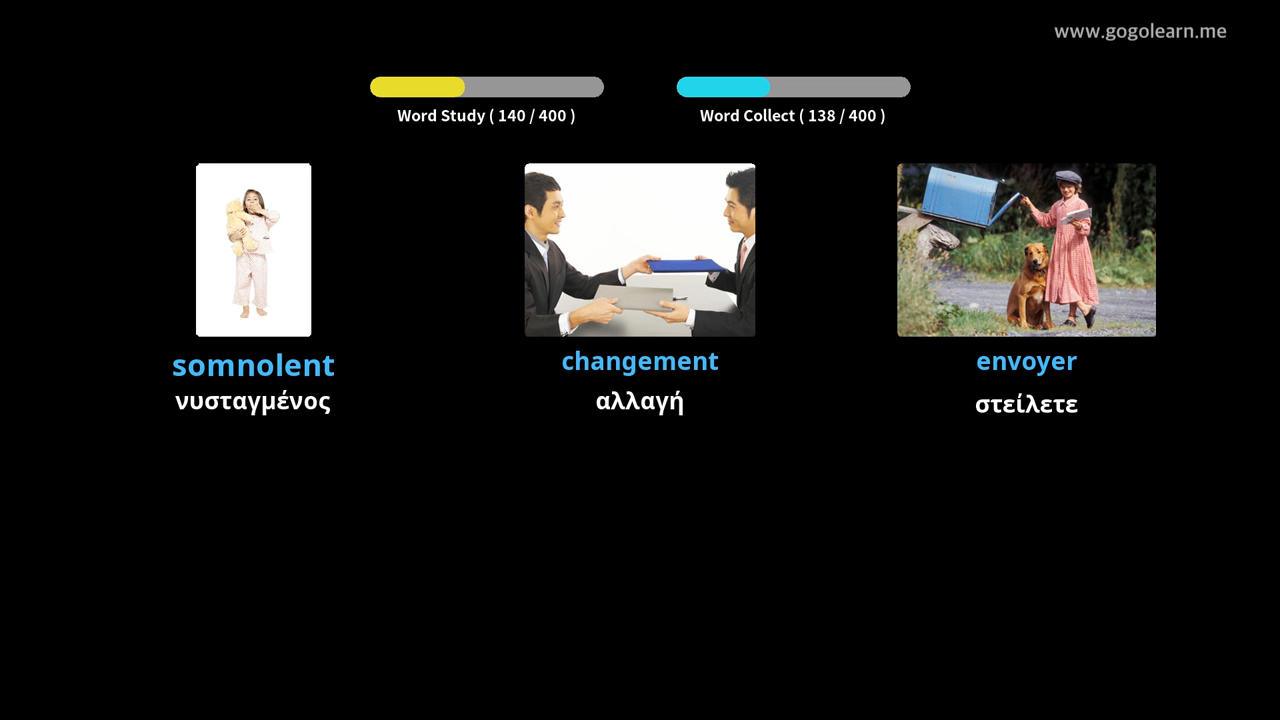 www.gogolearn.me
Word Study ( 140 / 400 )
Word Collect ( 138 / 400 )
somnolent
changement
envoyer
νυσταγμένος
αλλαγή
στείλετε